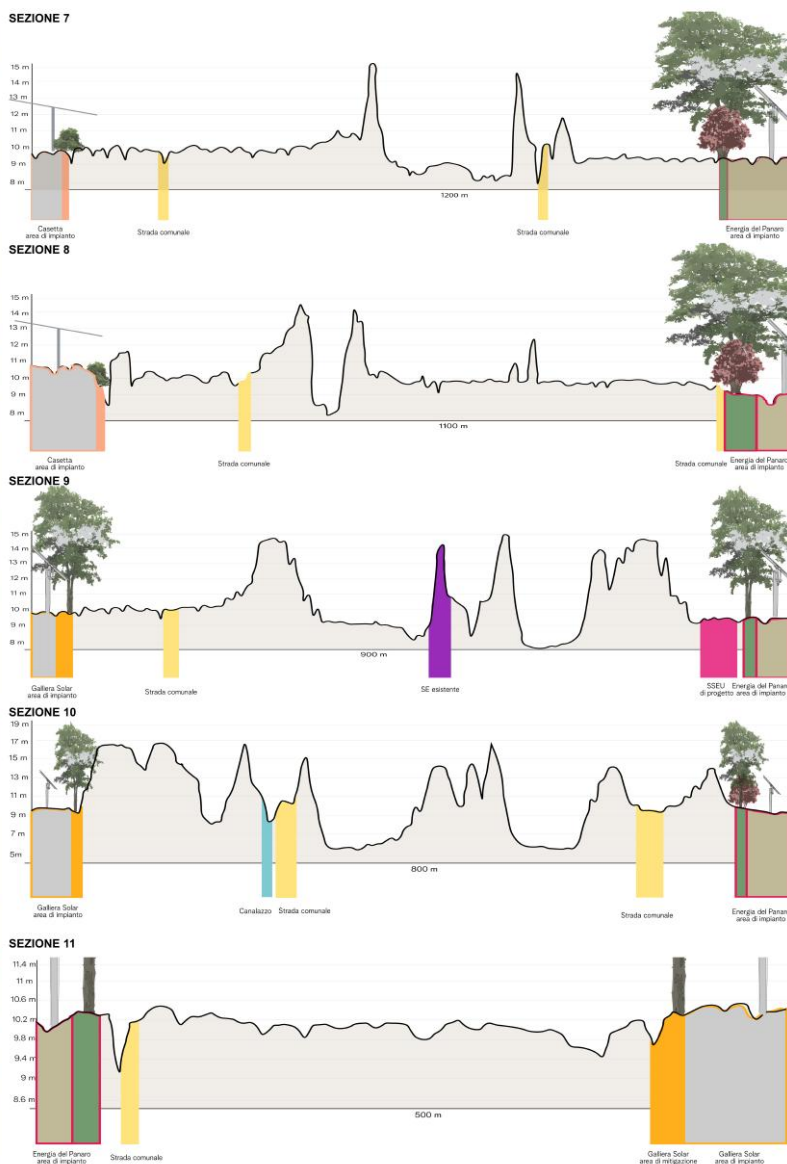 SEZIONE 7
15 m
14 m
13 m
12 m
11 m
10 m
9 m
8 m
1200 m
Casetta
area di impianto
Strada comunale
Strada comunale
Energia del Panaro
area di impianto
SEZIONE 8
15 m
14 m
13 m
12 m
11 m
10 m
9 m
8 m
1100 m
Casetta
area di impianto
Strada comunale
Strada comunale
Energia del Panaro
area di impianto
SEZIONE 9
15 m
14 m
13 m
12 m
11 m
10 m
9 m
8 m
900 m
Galliera Solar
area di impianto
Strada comunale
SE esistente
SSEU
di progetto
Energia del Panaro
area di impianto
SEZIONE 10
19 m
17 m
15 m
13 m
11 m
9 m
7 m
5m
800 m
Galliera Solar
area di impianto
Canalazzo
Strada comunale
Strada comunale
Energia del Panaro
area di impianto
SEZIONE 11
11.4 m
11 m
10.6 m
10.2 m
9.8 m
9.4 m
9 m
8.6 m
500 m
Energia del Panaro
area di impianto
Strada comunale
Galliera Solar
area di mitigazione
Galliera Solar
area di impianto